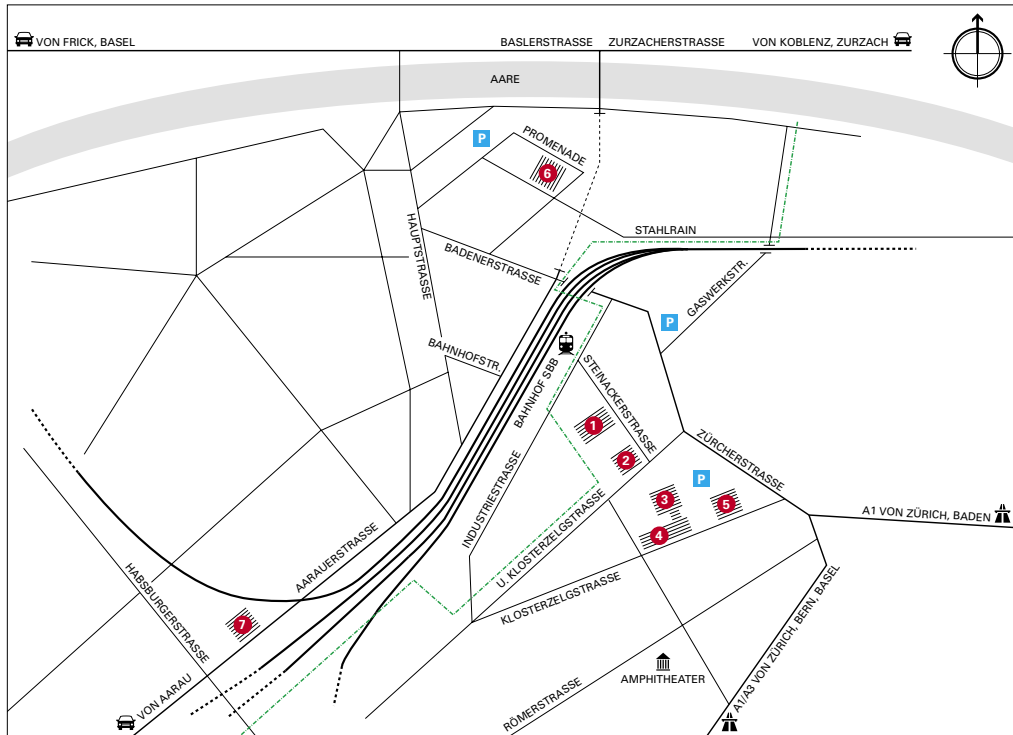 VON FRICK, BASEL
BASLERSTRASSE
ZURZACHERSTRASSE
VON KOBLENZ, ZURZACH
AARE
P
PROMENADE
6
HAUPTSTRASSE
STAHLRAIN
BADENERSTRASSE
GASWERKSTR.
P
BAHNHOFSTR.
BAHNHOF SBB
STEINACKERSTRASSE
1
2
ZÜRCHERSTRASSE
P
3
5
4
A1 VON ZÜRICH, BADEN
INDUSTRIESTRASSE
U. KLOSTERZELGSTRASSE
AARAUERSTRASSE
HABSBURGERSTRASSE
KLOSTERZELGSTRASSE
7
AMPHITHEATER
RÖMERSTRASSE
A1/A3 VON ZÜRICH, BERN, BASEL
VON AARAU